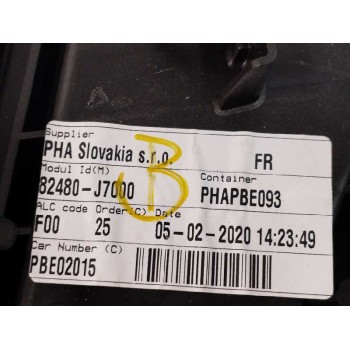 Supplier
PHA Slovakia s.r.o. FR
Modul Id(M) Container
82480-J7000 PHAPBE093
ALC code Order(C) Date/Time
F00 25 05-02-2020 14:23:49
Car Number (C)
PBE02015
B